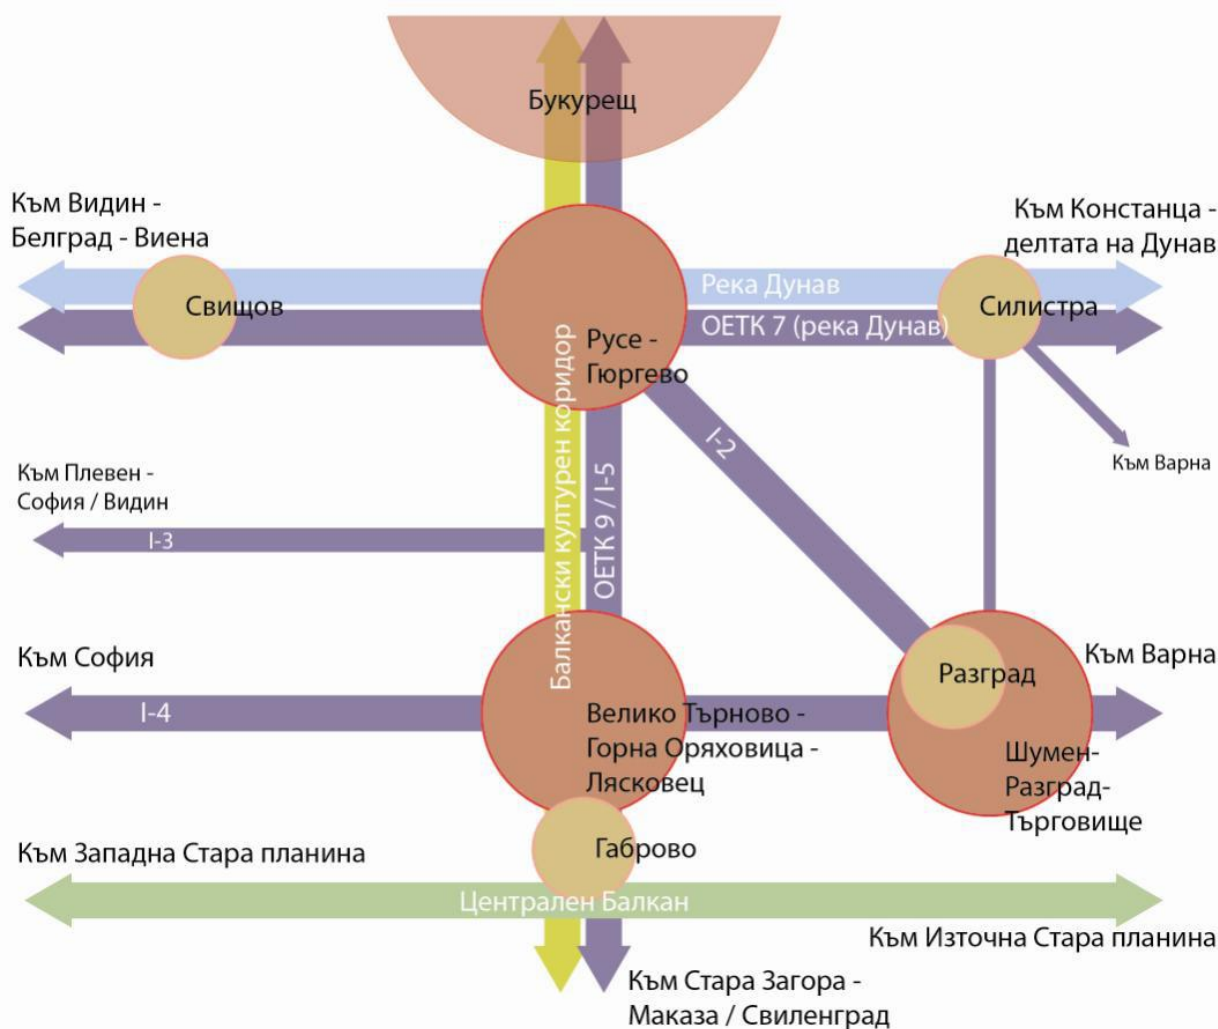 Букурещ
Към Видин -
Белград - Виена
Към Констанца -
делтата на Дунав
Река Дунав
Свищов
Силистра
ОЕТК 7 (река Дунав)
Русе -
Гюргево
Балкански културен коридор
ОЕТК 9 / I-5
I-2
Към Варна
Към Плевен -
София / Видин
I-3
Към София
I-4
Разград
Към Варна
Велико Търново -
Горна Оряховица -
Лясковец
Шумен-
Разград-
Търговище
Габрово
Към Западна Стара планина
Централен Балкан
Към Източна Стара планина
Към Стара Загора -
Маказа / Свиленград